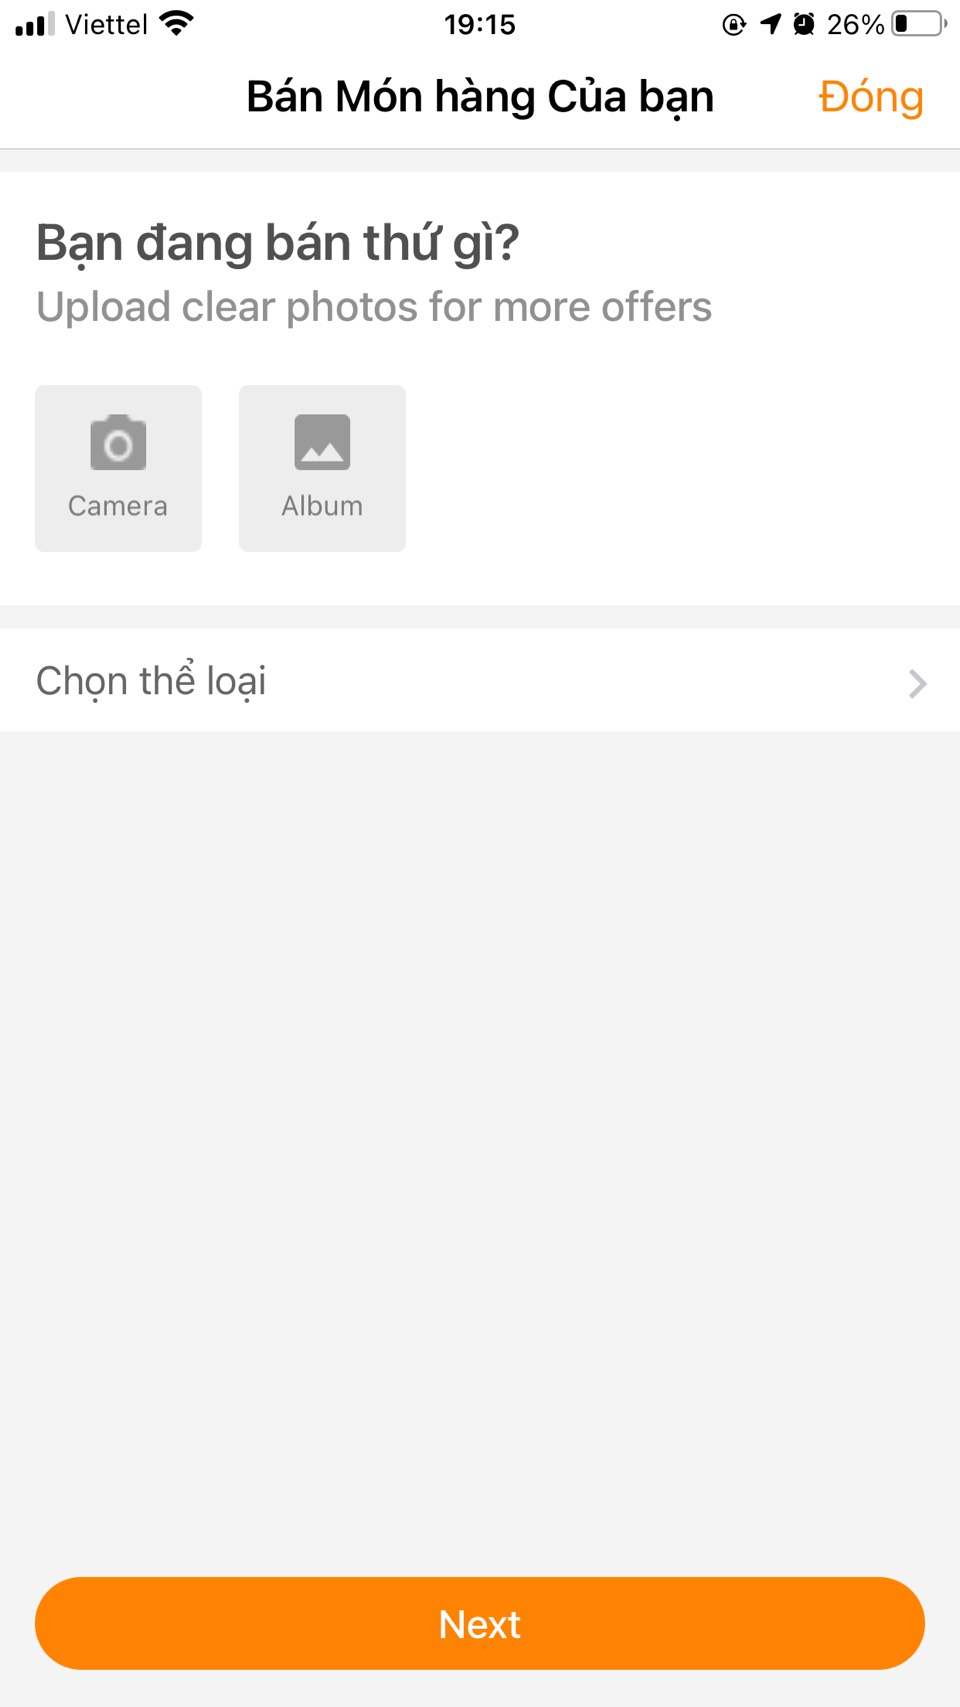 Viettel 19:15 26%
Bán Món hàng Của bạn Đóng
Bạn đang bán thứ gì?
Upload clear photos for more offers
Camera Album
Chọn thể loại
Next